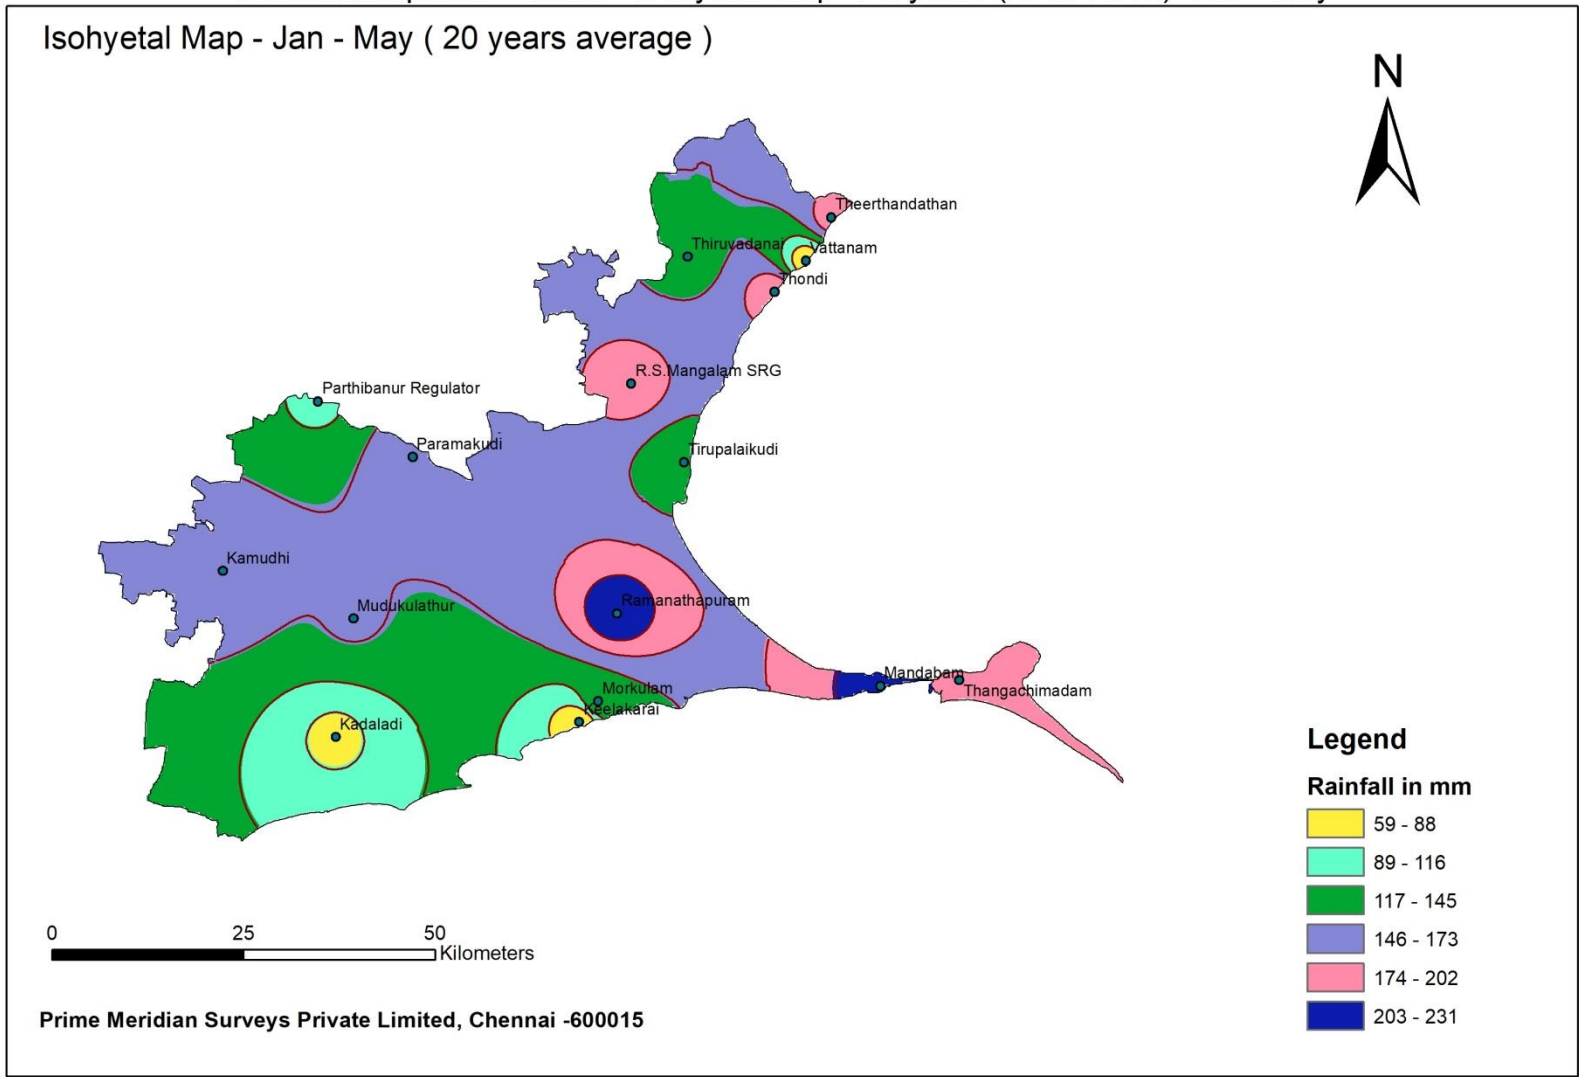 Isohyetal Map - Jan - May ( 20 years average )
N
Theerthandathan
Thiruvadanai
Vattanam
Thondi
R.S.Mangalam SRG
Parthibanur Regulator
Paramakudi
Tirupalaikudi
Kamudhi
Mudukulathur
Ramanathapuram
Mandabam
Thangachimadam
Morkulam
Keelakarai
Kadaladi
Legend
Rainfall in mm
59 - 88
89 - 116
117 - 145
146 - 173
174 - 202
203 - 231
0 25 50
Kilometers
Prime Meridian Surveys Private Limited, Chennai -600015